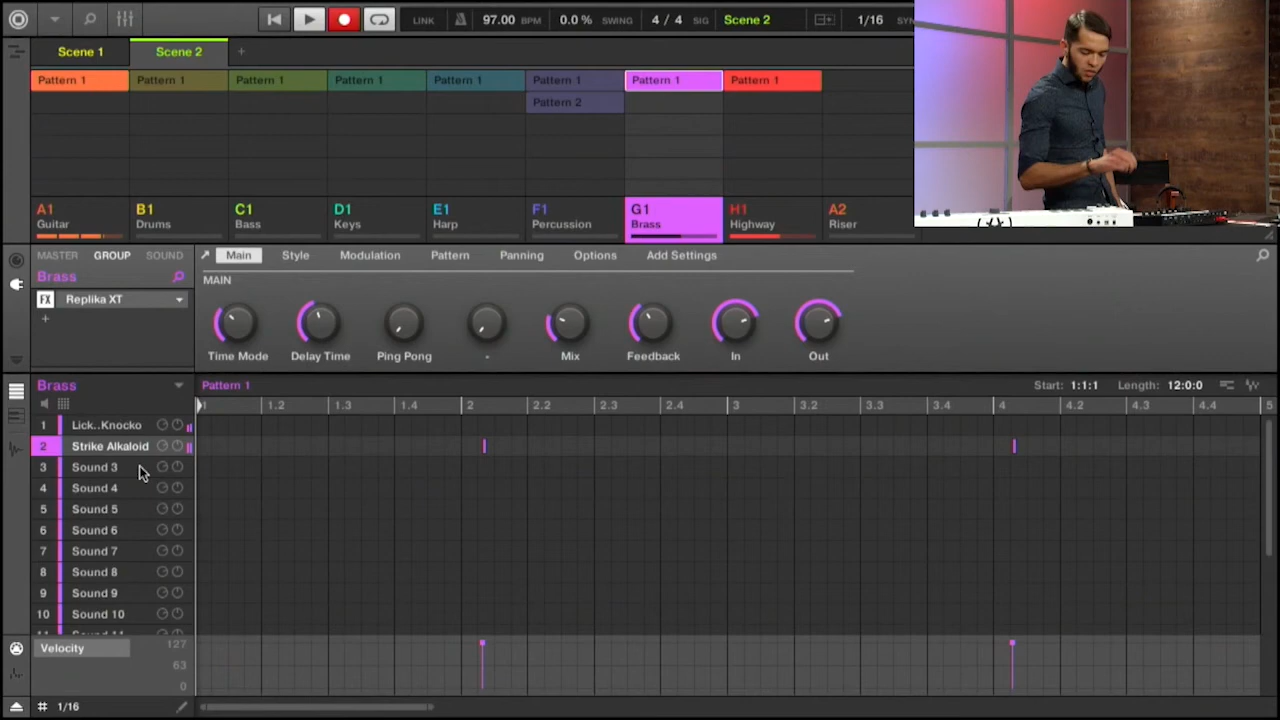 LINK 97.00 BPM 0.0 % SWING 4 / 4 SIG Scene 2 1/16
Scene 1 Scene 2 +
Pattern 1 Pattern 1 Pattern 1 Pattern 1 Pattern 1 Pattern 1 Pattern 1 Pattern 1
Pattern 2
A1 B1 C1 D1 E1 F1 G1 H1 A2
Guitar Drums Bass Keys Harp Percussion Brass Highway Riser
MASTER GROUP SOUND Main Style Modulation Pattern Panning Options Add Settings
Brass MAIN
FX Replika XT
+
Time Mode Delay Time Ping Pong - Mix Feedback In Out
Brass Pattern 1 Start: 1:1:1 Length: 12:0:0
1 1.2 1.3 1.4 2 2.2 2.3 2.4 3 3.2 3.3 3.4 4 4.2 4.3 4.4 5
1 Lick..Knocko
2 Strike Alkaloid
3 Sound 3
4 Sound 4
5 Sound 5
6 Sound 6
7 Sound 7
8 Sound 8
9 Sound 9
10 Sound 10
Velocity 127
63
0
1/16